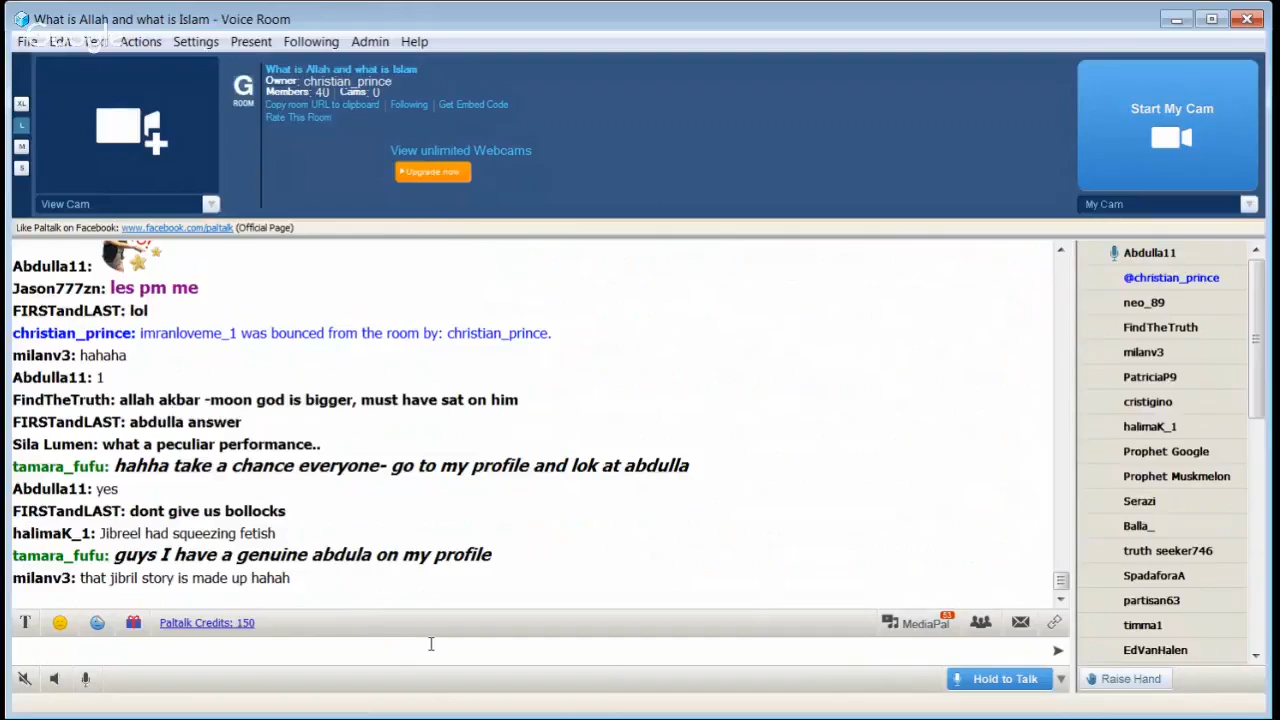 What is Allah and what is Islam - Voice Room
Google
File Edit Text Actions Settings Present Following Admin Help
XL
L
M
S
G
ROOM
What is Allah and what is Islam
Owner: christian_prince
Members: 40 | Cams: 0
Copy room URL to clipboard | Following | Get Embed Code
Rate This Room
View unlimited Webcams
Upgrade now
Start My Cam
View Cam
My Cam
Like Paltalk on Facebook: www.facebook.com/paltalk (Official Page)
Abdulla11:
Jason777zn: les pm me
FIRSTandLAST: lol
christian_prince: imranloveme_1 was bounced from the room by: christian_prince.
milanv3: hahaha
Abdulla11: 1
FindTheTruth: allah akbar -moon god is bigger, must have sat on him
FIRSTandLAST: abdulla answer
Sila Lumen: what a peculiar performance..
tamara_fufu: hahha take a chance everyone- go to my profile and lok at abdulla
Abdulla11: yes
FIRSTandLAST: dont give us bollocks
halimaK_1: Jibreel had squeezing fetish
tamara_fufu: guys I have a genuine abdula on my profile
milanv3: that jibril story is made up hahah
Abdulla11
@christian_prince
neo_89
FindTheTruth
milanv3
PatriciaP9
cristigino
halimaK_1
Prophet Google
Prophet Muskmelon
Serazi
Balla_
truth seeker746
SpadaforaA
partisan63
timma1
EdVanHalen
T
Paltalk Credits: 150
MediaPal
53
Hold to Talk
Raise Hand